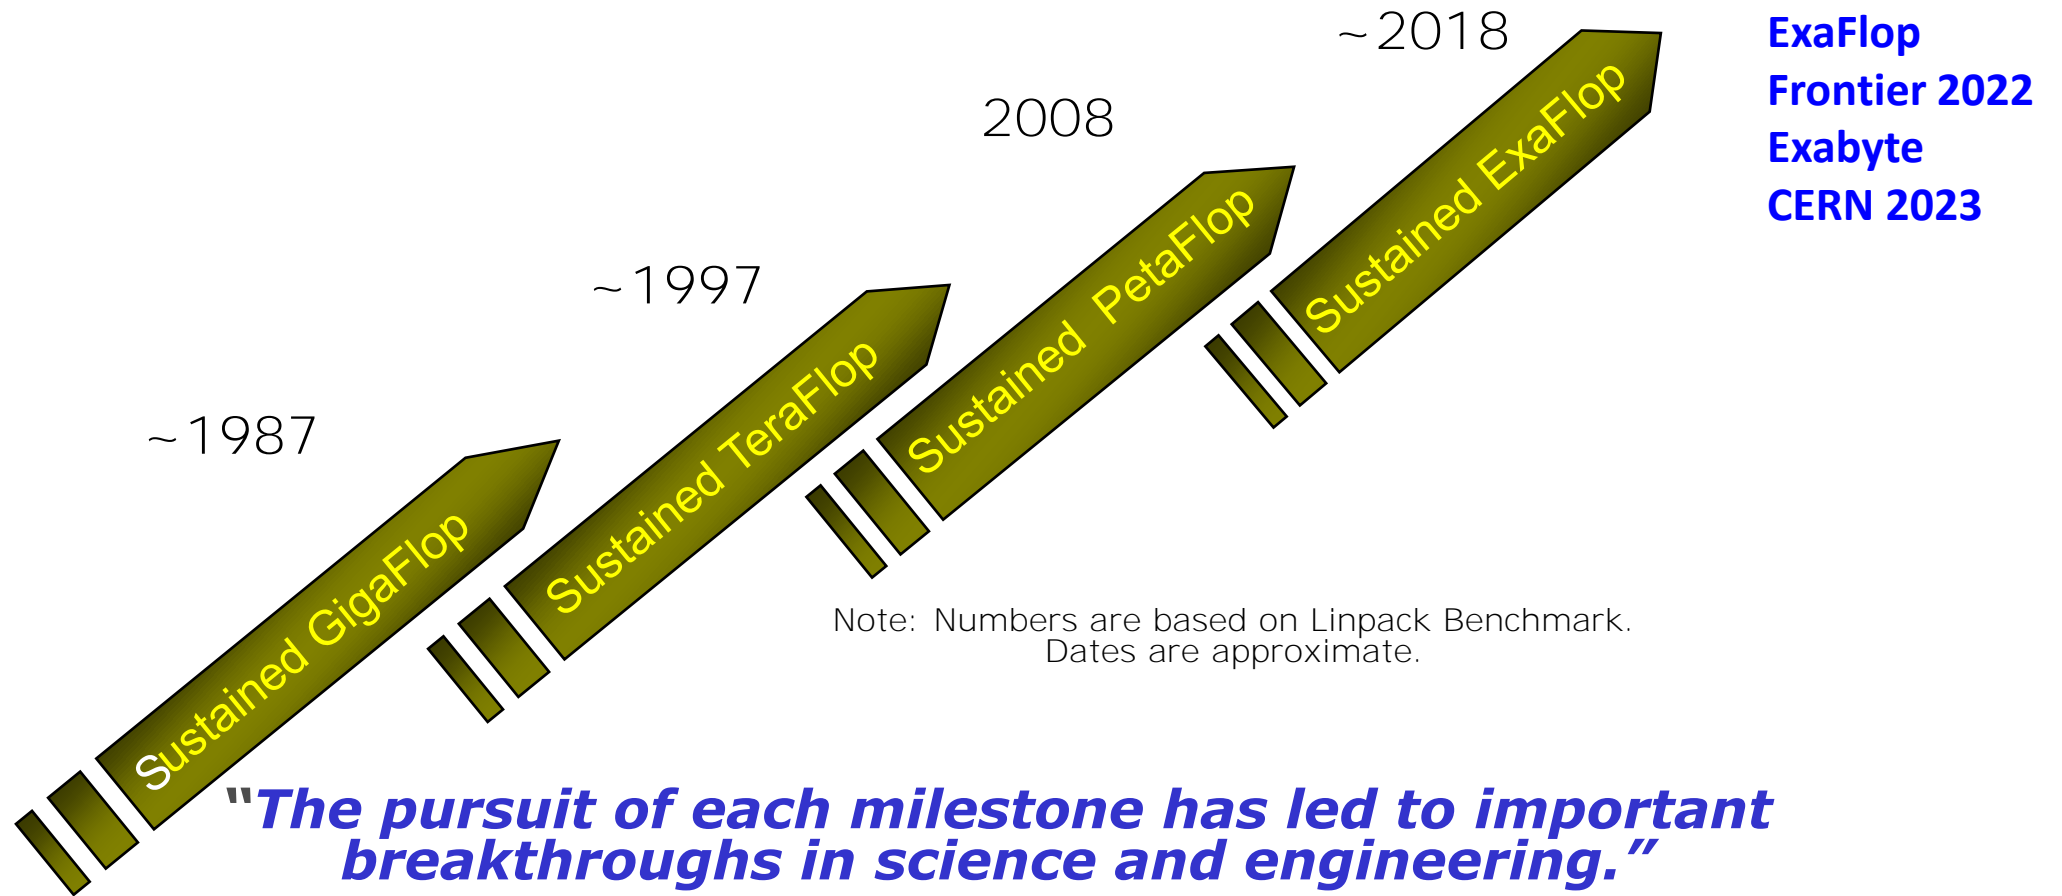 ~1987
Sustained GigaFlop
~1997
Sustained TeraFlop
2008
Sustained PetaFlop
~2018
Sustained ExaFlop
ExaFlop
Frontier 2022
Exabyte
CERN 2023
Note: Numbers are based on Linpack Benchmark.
Dates are approximate.
"The pursuit of each milestone has led to important
breakthroughs in science and engineering.”